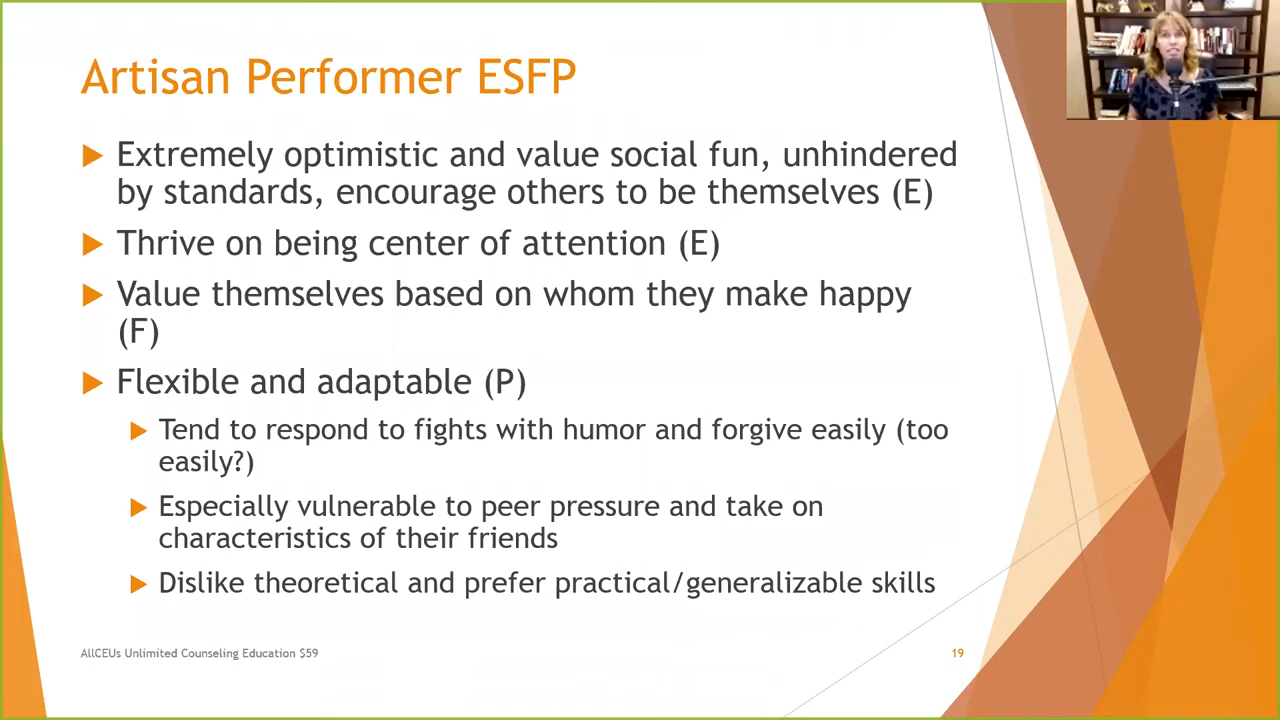 Artisan Performer ESFP
Extremely optimistic and value social fun, unhindered
by standards, encourage others to be themselves (E)
Thrive on being center of attention (E)
Value themselves based on whom they make happy
(F)
Flexible and adaptable (P)
Tend to respond to fights with humor and forgive easily (too
easily?)
Especially vulnerable to peer pressure and take on
characteristics of their friends
Dislike theoretical and prefer practical/generalizable skills
AllCEUs Unlimited Counseling Education $59
19